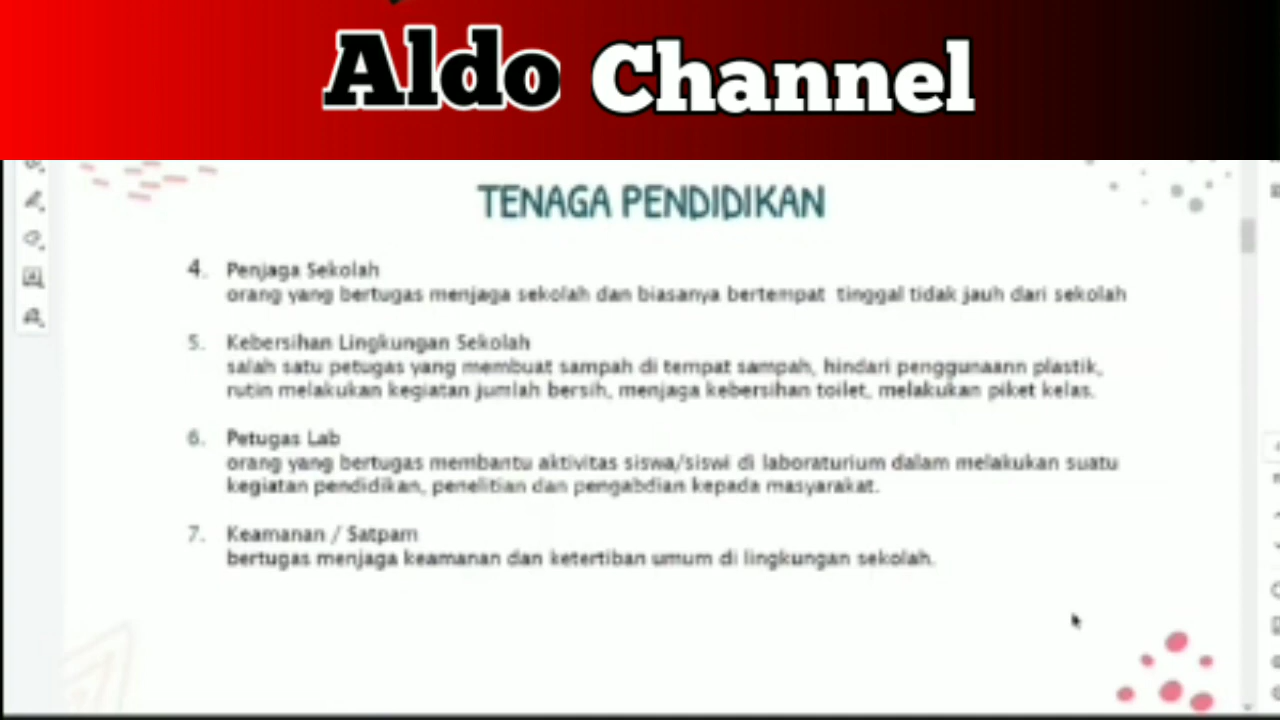 Aldo Channel
TENAGA PENDIDIKAN
4. Penjaga Sekolah
orang yang bertugas menjaga sekolah dan biasanya bertempat tinggal tidak jauh dari sekolah
5. Kebersihan Lingkungan Sekolah
salah satu petugas yang membuat sampah di tempat sampah, hindari penggunaann plastik,
rutin melakukan kegiatan jumlah bersih, menjaga kebersihan toilet, melakukan piket kelas.
6. Petugas Lab
orang yang bertugas membantu aktivitas siswa/siswi di laboraturium dalam melakukan suatu
kegiatan pendidikan, penelitian dan pengabdian kepada masyarakat.
7. Keamanan / Satpam
bertugas menjaga keamanan dan ketertiban umum di lingkungan sekolah.